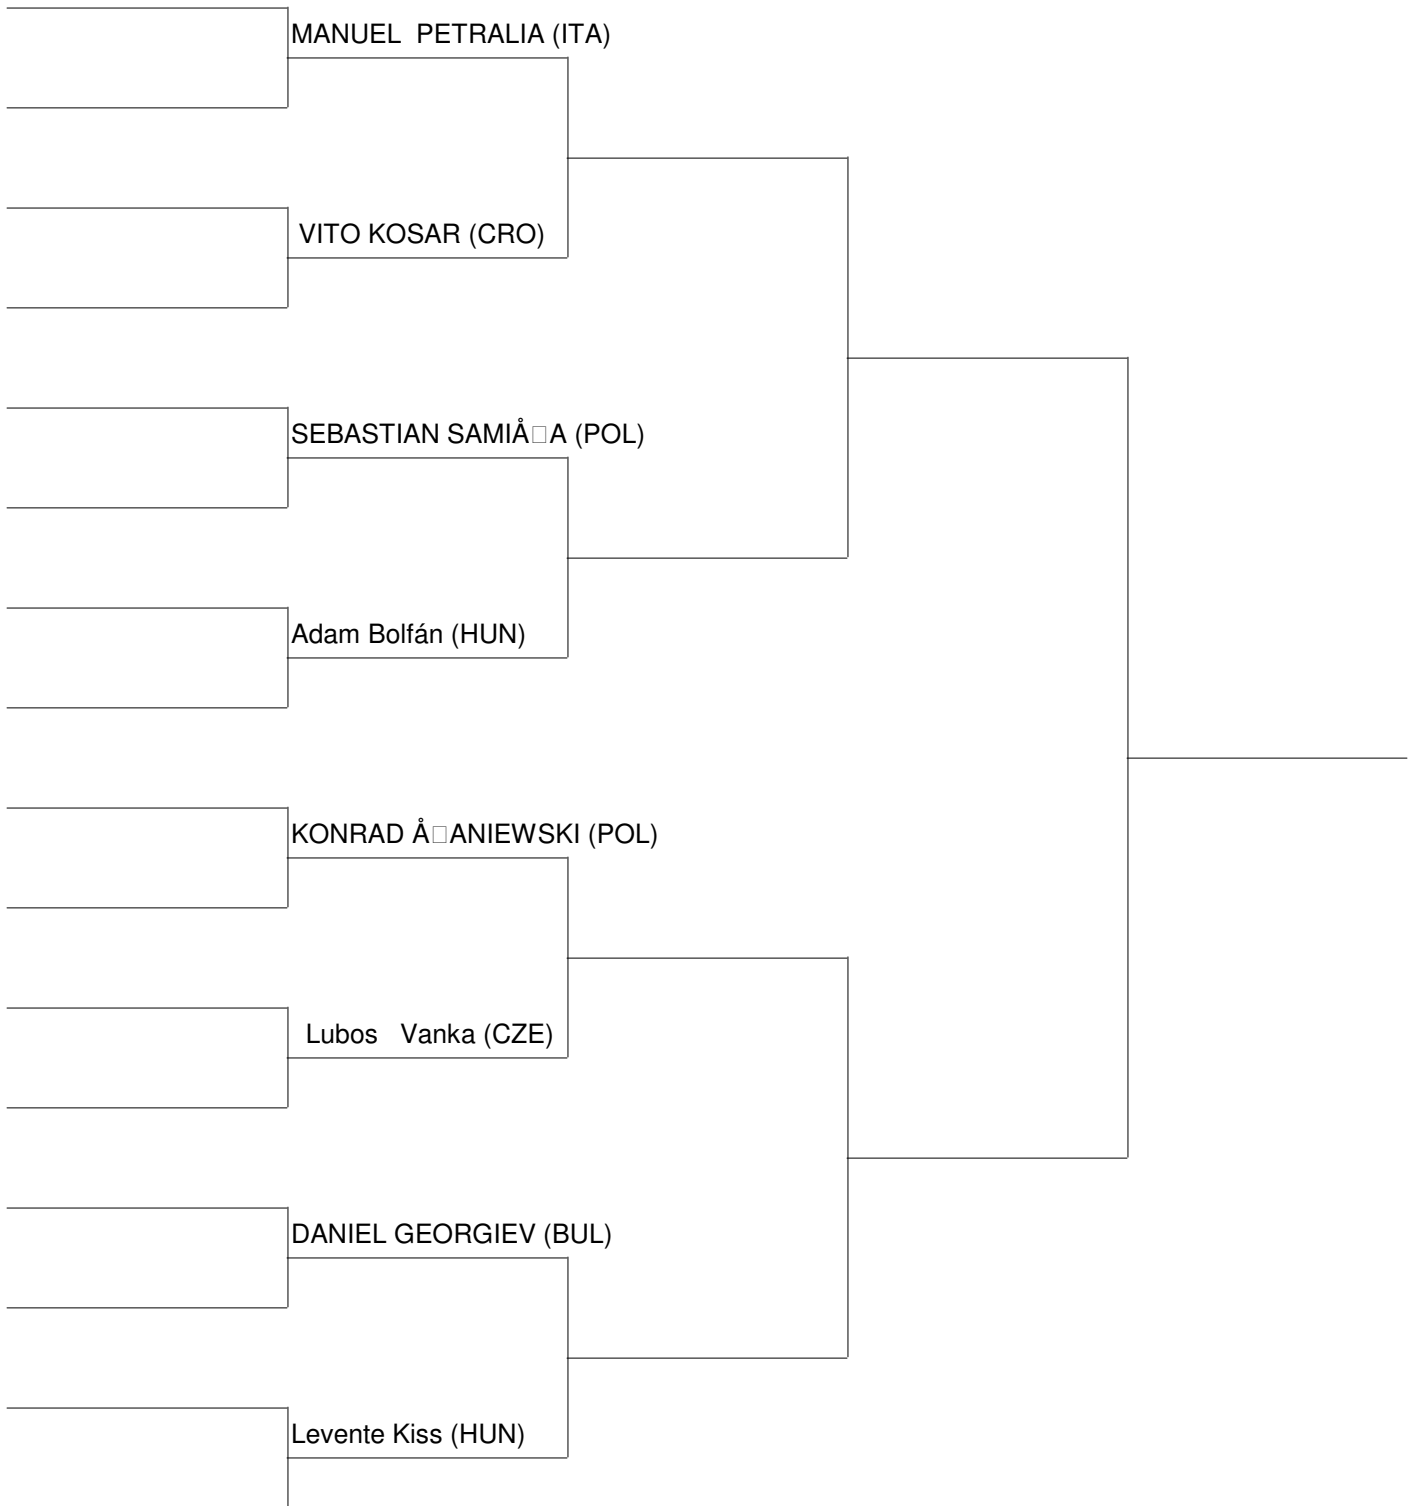 MANUEL  PETRALIA (ITA)
VITO KOSAR (CRO)
SEBASTIAN SAMIÅ□A (POL)
Adam Bolfán (HUN)
KONRAD Å□ANIEWSKI (POL)
Lubos   Vanka (CZE)
DANIEL GEORGIEV (BUL)
Levente Kiss (HUN)